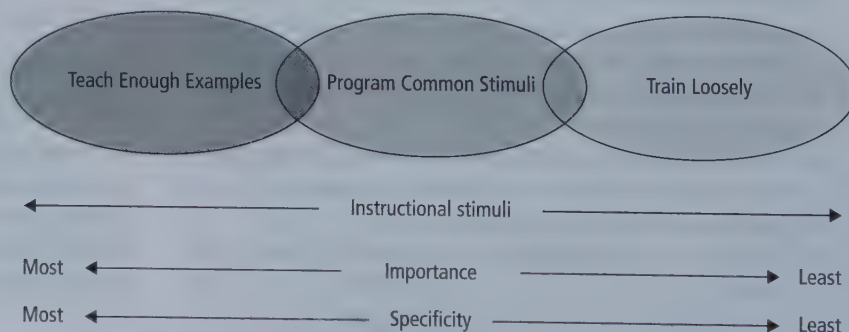 Teach Enough Examples Program Common Stimuli Train Loosely
Instructional stimuli
Most Importance Least
Most Specificity Least